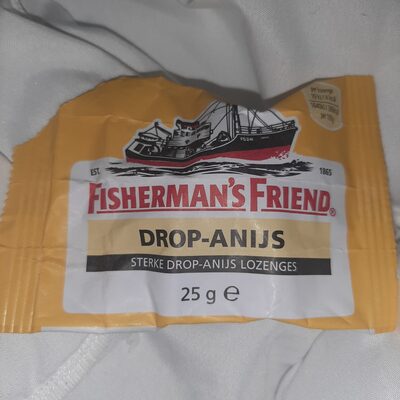 EST.
1865
FISHERMAN'S FRIEND®
DROP-ANIJS
STERKE DROP-ANIJS LOZENGES
25 g ℮